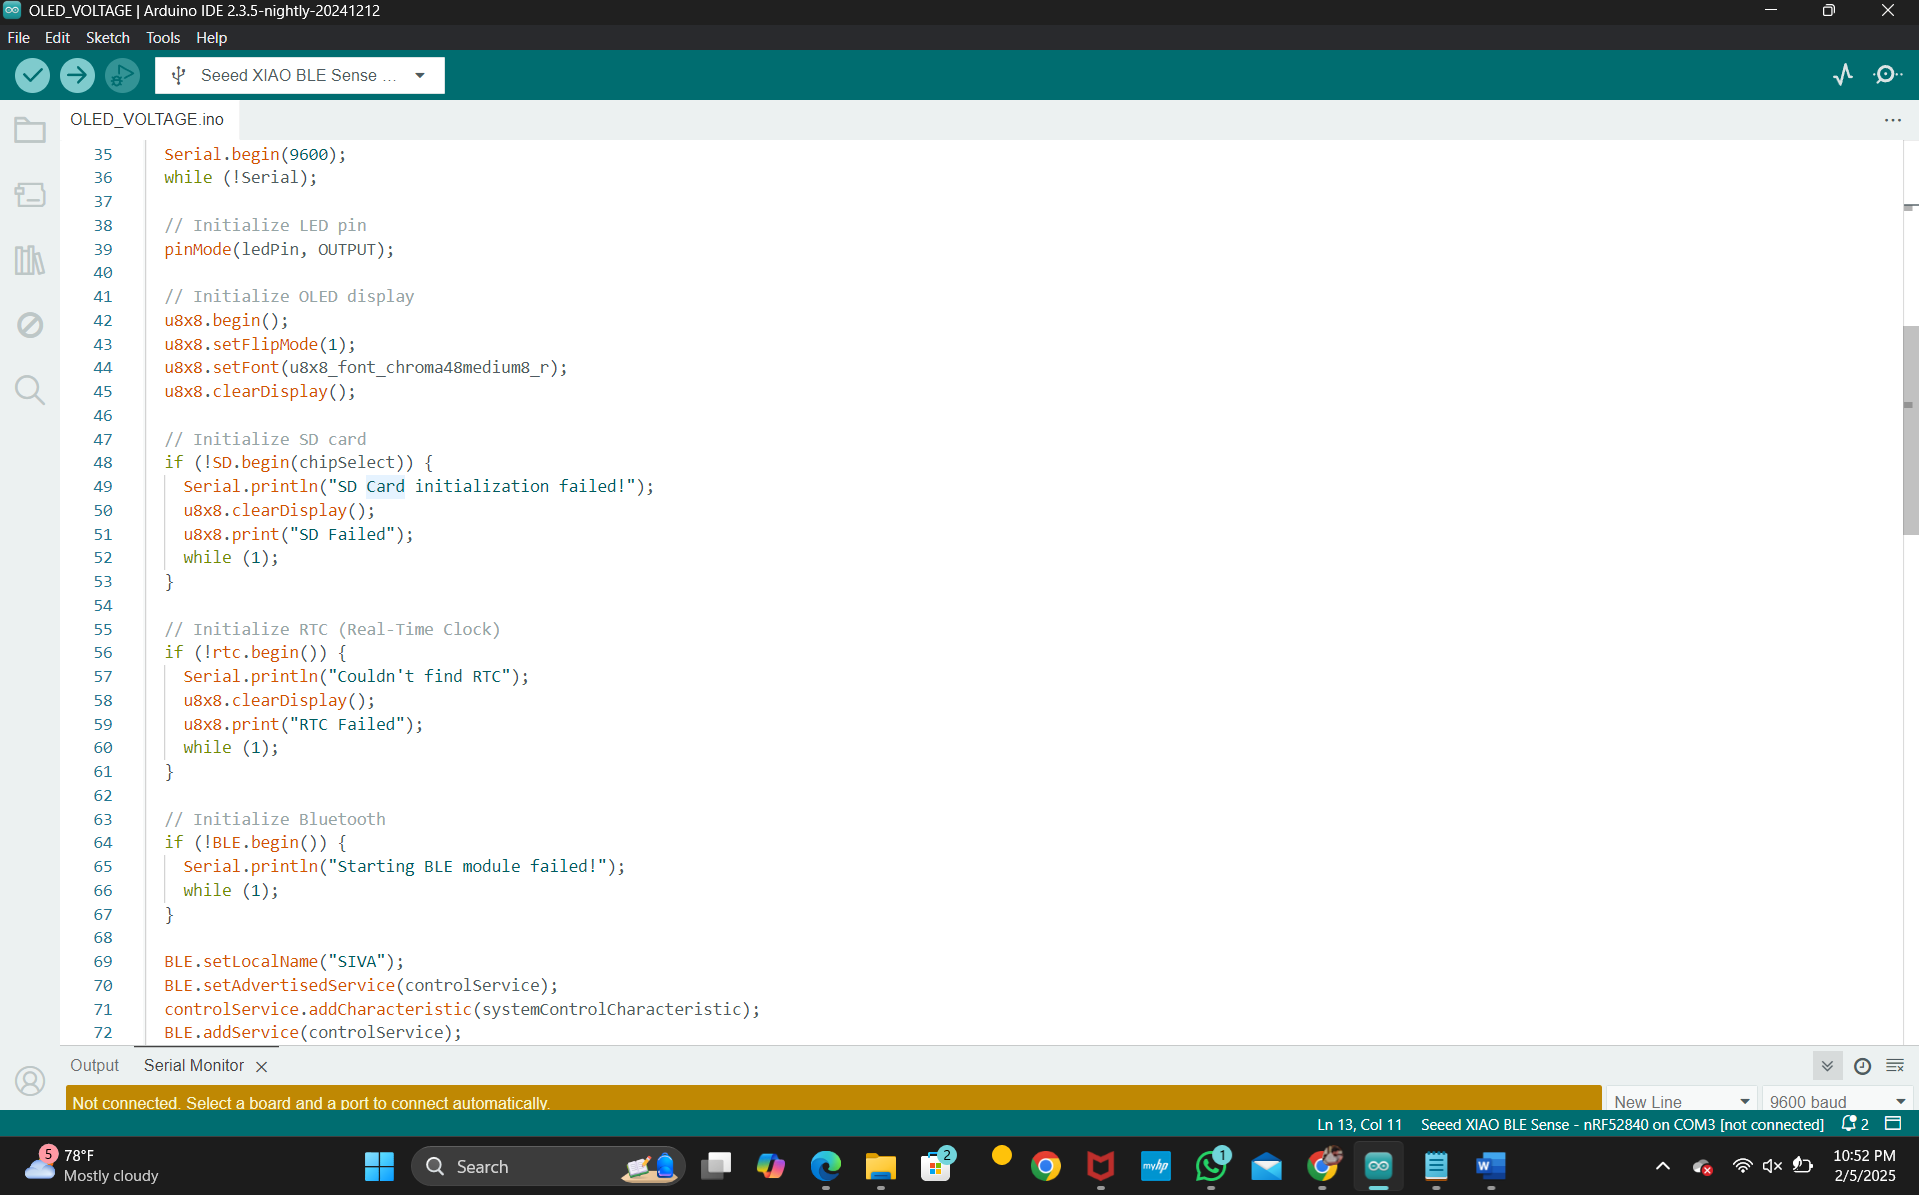 OLED_VOLTAGE | Arduino IDE 2.3.5-nightly-20241212
File Edit Sketch Tools Help
Seeed XIAO BLE Sense ...
OLED_VOLTAGE.ino
35 Serial.begin(9600);
36 while (!Serial);
37
38 // Initialize LED pin
39 pinMode(ledPin, OUTPUT);
40
41 // Initialize OLED display
42 u8x8.begin();
43 u8x8.setFlipMode(1);
44 u8x8.setFont(u8x8_font_chroma48medium8_r);
45 u8x8.clearDisplay();
46
47 // Initialize SD card
48 if (!SD.begin(chipSelect)) {
49 Serial.println("SD Card initialization failed!");
50 u8x8.clearDisplay();
51 u8x8.print("SD Failed");
52 while (1);
53 }
54
55 // Initialize RTC (Real-Time Clock)
56 if (!rtc.begin()) {
57 Serial.println("Couldn't find RTC");
58 u8x8.clearDisplay();
59 u8x8.print("RTC Failed");
60 while (1);
61 }
62
63 // Initialize Bluetooth
64 if (!BLE.begin()) {
65 Serial.println("Starting BLE module failed!");
66 while (1);
67 }
68
69 BLE.setLocalName("SIVA");
70 BLE.setAdvertisedService(controlService);
71 controlService.addCharacteristic(systemControlCharacteristic);
72 BLE.addService(controlService);
Output Serial Monitor
Not connected. Select a board and a port to connect automatically.
New Line 9600 baud
Ln 13, Col 11 Seeed XIAO BLE Sense - nRF52840 on COM3 [not connected] 2
5 78°F
Mostly cloudy
Search
2
myhp
1
W
10:52 PM
2/5/2025